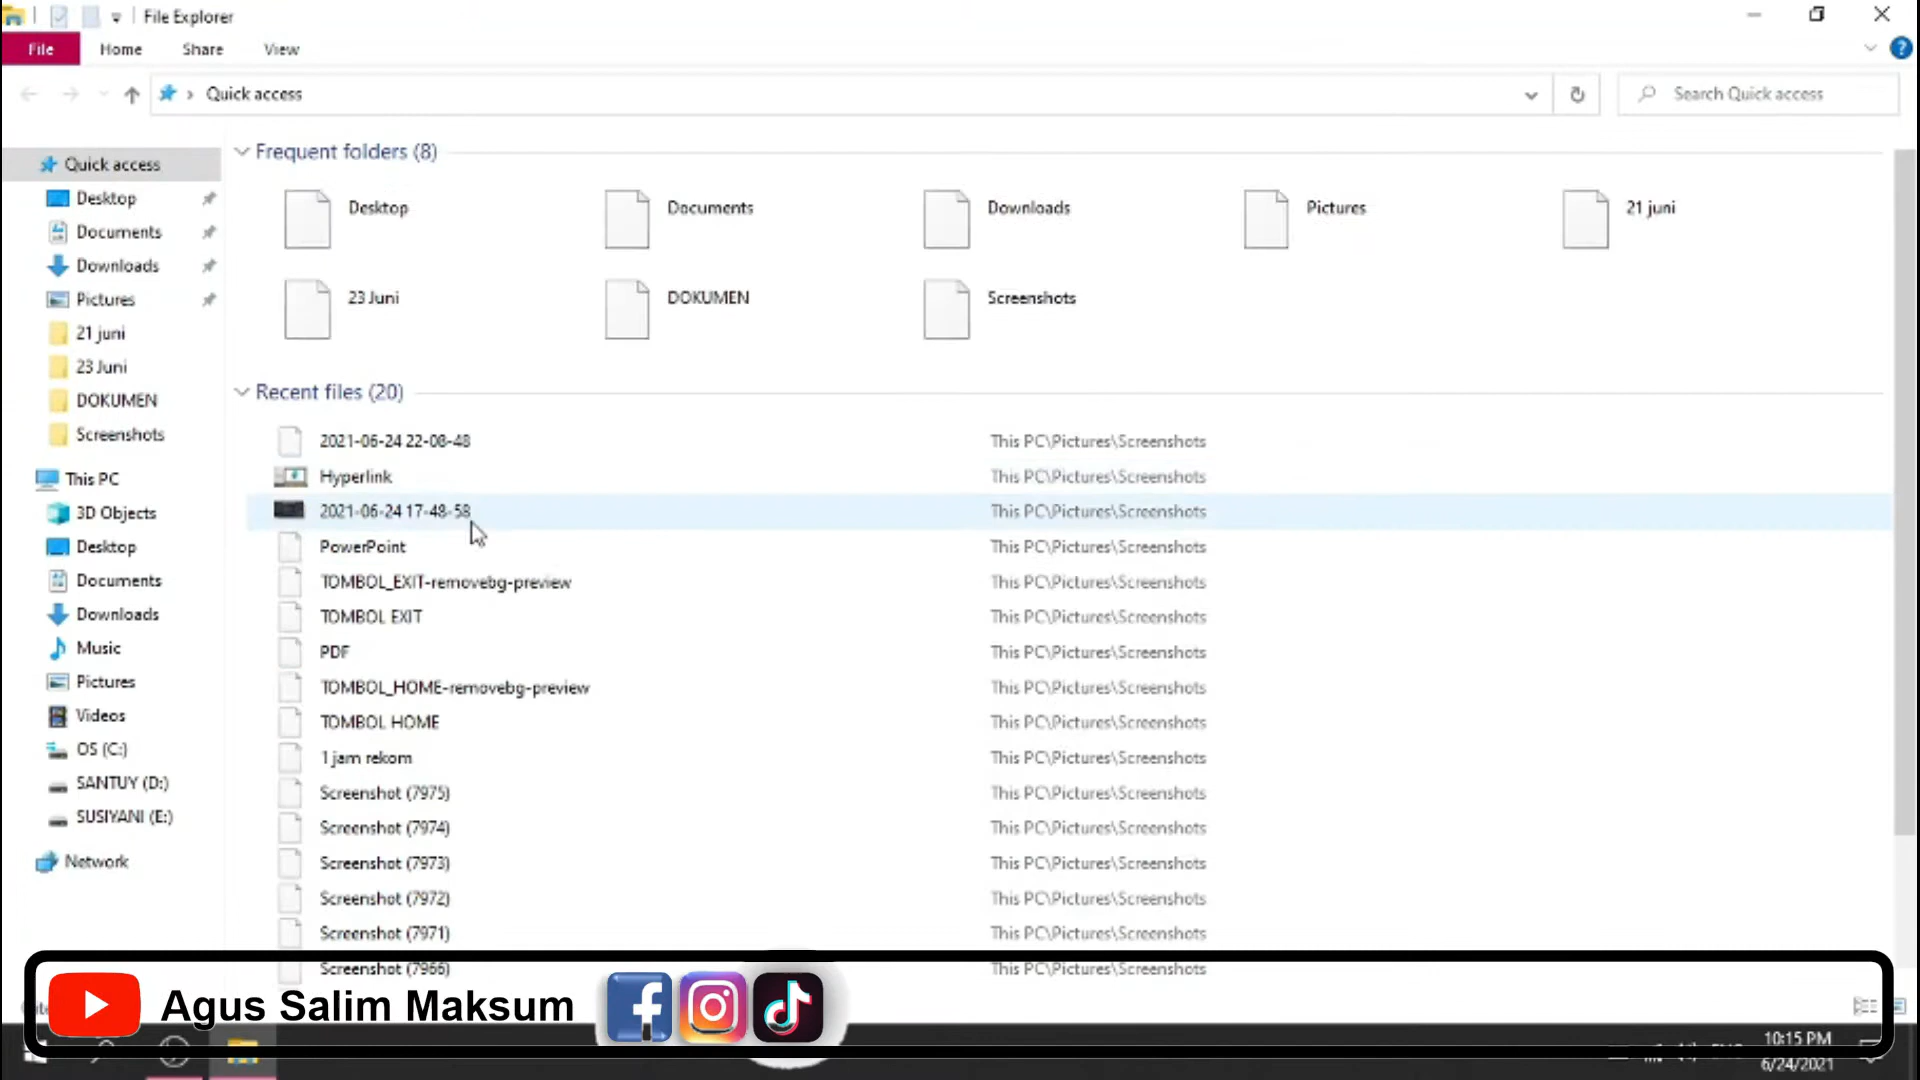 File Explorer
File Home Share View
Quick access
Search Quick access
Quick access
Desktop
Documents
Downloads
Pictures
21 juni
23 Juni
DOKUMEN
Screenshots
This PC
3D Objects
Desktop
Documents
Downloads
Music
Pictures
Videos
OS (C:)
SANTUY (D:)
SUSIYANI (E:)
Network
Frequent folders (8)
Desktop Documents Downloads Pictures 21 juni
23 Juni DOKUMEN Screenshots
Recent files (20)
2021-06-24 22-08-48 This PC\Pictures\Screenshots
Hyperlink This PC\Pictures\Screenshots
2021-06-24 17-48-58 This PC\Pictures\Screenshots
PowerPoint This PC\Pictures\Screenshots
TOMBOL_EXIT-removebg-preview This PC\Pictures\Screenshots
TOMBOL EXIT This PC\Pictures\Screenshots
PDF This PC\Pictures\Screenshots
TOMBOL_HOME-removebg-preview This PC\Pictures\Screenshots
TOMBOL HOME This PC\Pictures\Screenshots
1 jam rekom This PC\Pictures\Screenshots
Screenshot (7975) This PC\Pictures\Screenshots
Screenshot (7974) This PC\Pictures\Screenshots
Screenshot (7973) This PC\Pictures\Screenshots
Screenshot (7972) This PC\Pictures\Screenshots
Screenshot (7971) This PC\Pictures\Screenshots
Screenshot (7966) This PC\Pictures\Screenshots
Agus Salim Maksum
10:15 PM
6/24/2021